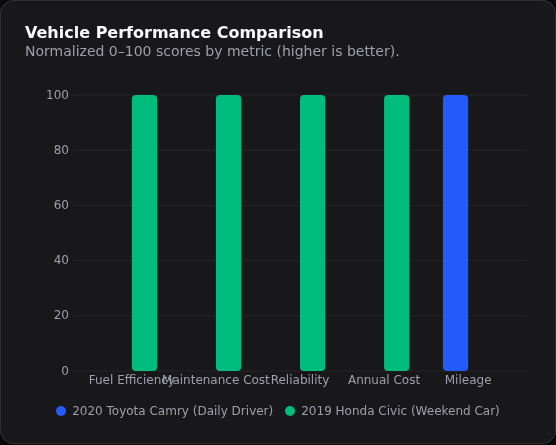 Vehicle Performance Comparison
Normalized 0–100 scores by metric (higher is better).
100
80
60
40
20
0
Fuel Efficiency Maintenance Cost Reliability Annual Cost Mileage
2020 Toyota Camry (Daily Driver) 2019 Honda Civic (Weekend Car)